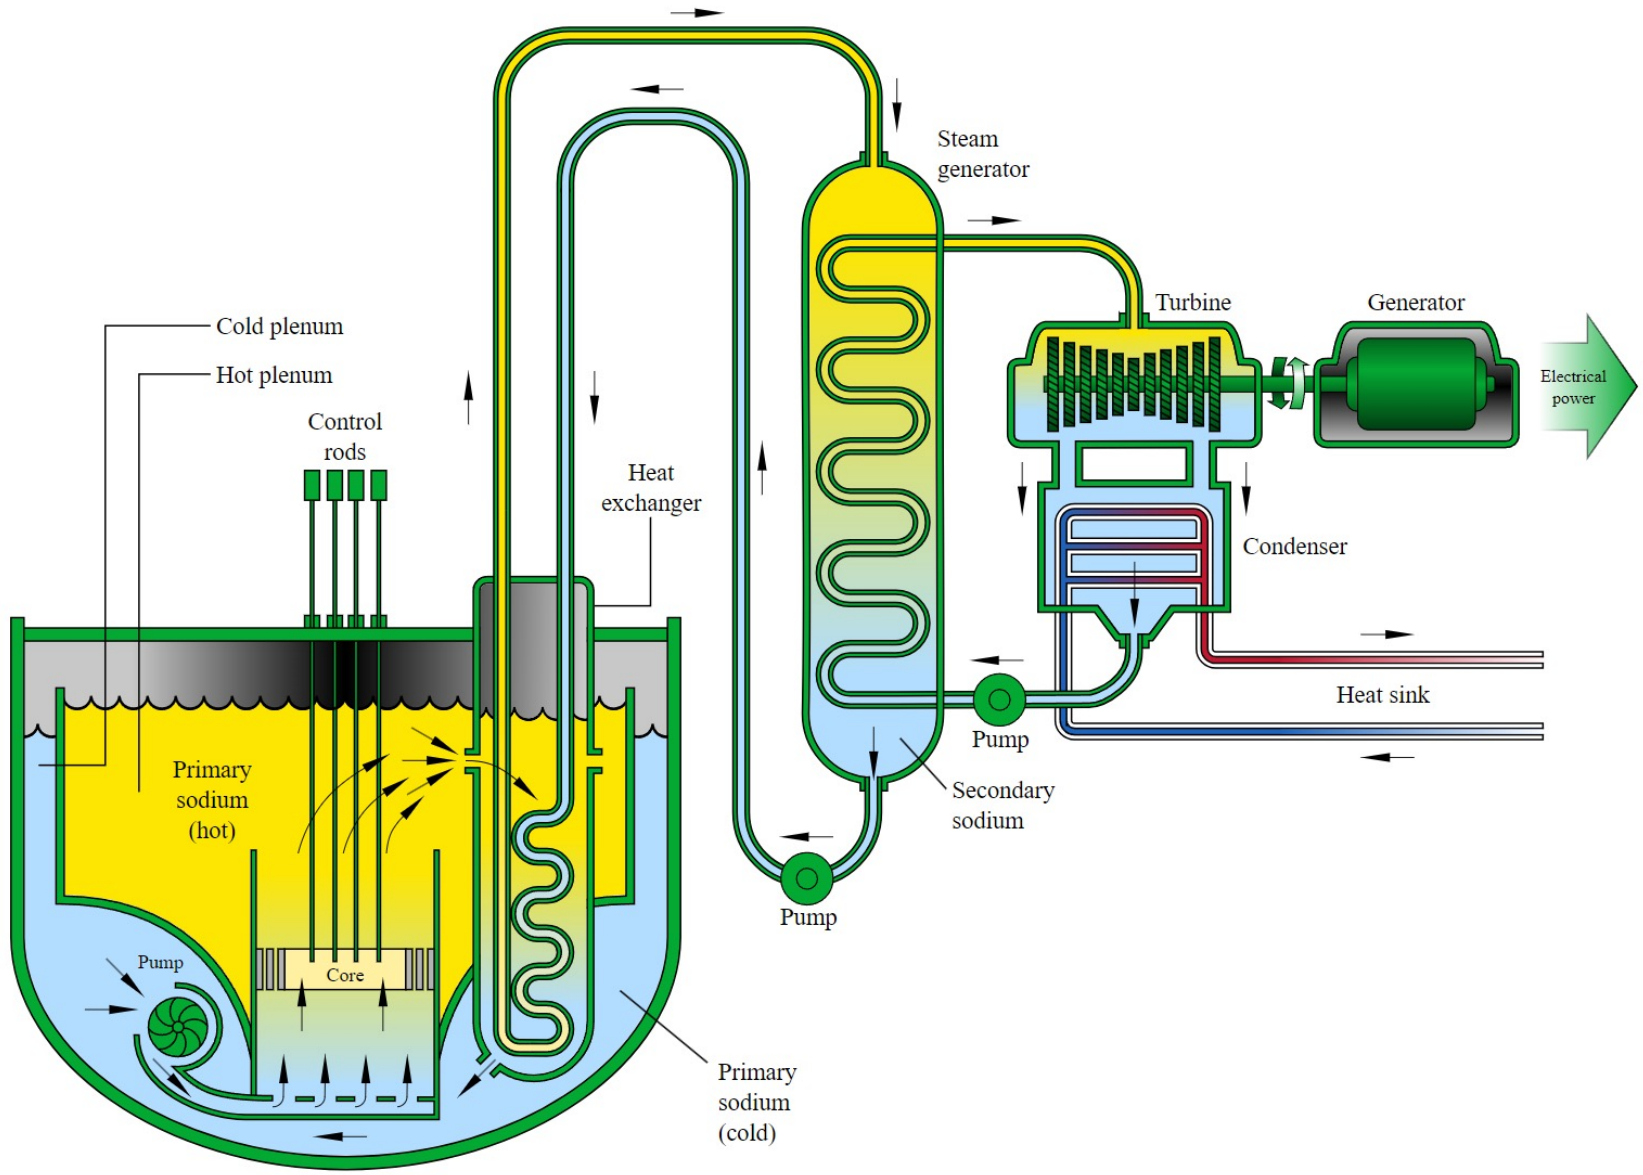 Steam
generator
Turbine
Generator
Cold plenum
Hot plenum
Electrical
power
Control
rods
Heat
exchanger
Condenser
Heat sink
Pump
Primary
sodium
(hot)
Secondary
sodium
Pump
Pump
Core
Primary
sodium
(cold)